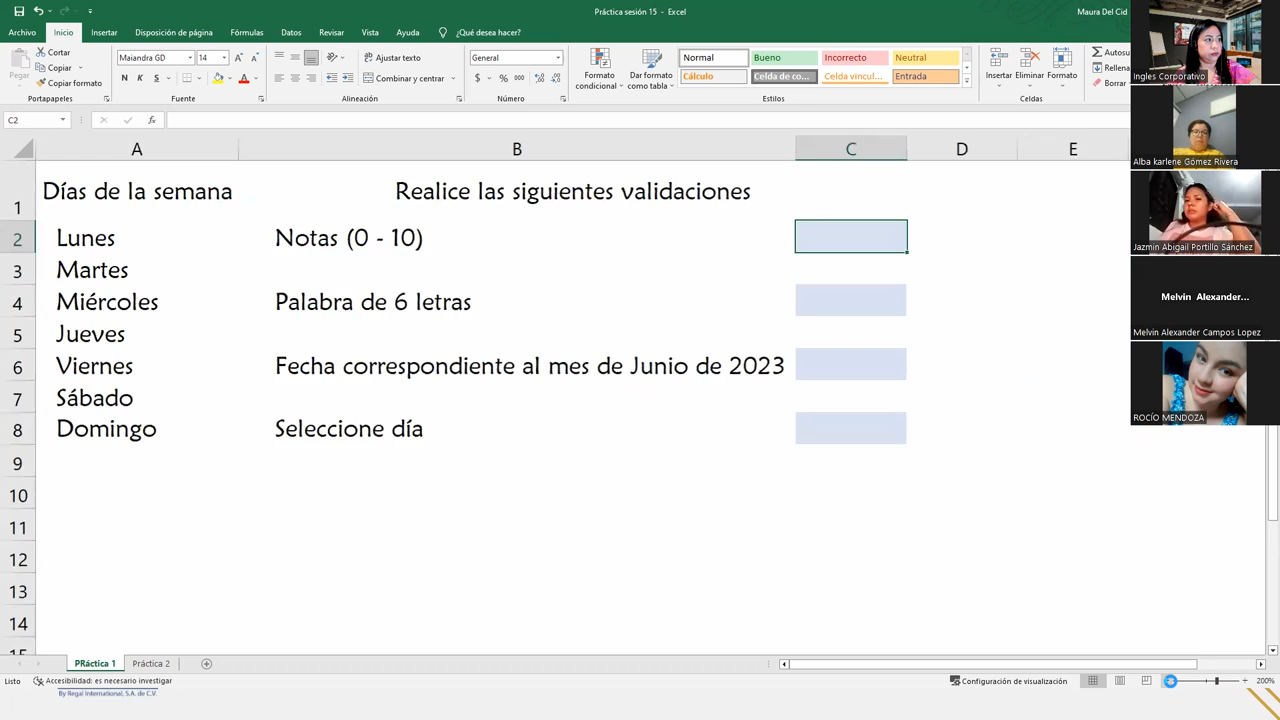 Práctica sesión 15 - Excel
Maura Del Cid
Archivo Inicio Insertar Disposición de página Fórmulas Datos Revisar Vista Ayuda ¿Qué desea hacer?
Pegar
Cortar
Copiar
Copiar formato
Portapapeles
Maiandra GD 14
N K S
Fuente
Ajustar texto
Combinar y centrar
Alineación
General
$ % 000
Número
Formato condicional
Dar formato como tabla
Normal Bueno Incorrecto Neutral
Cálculo Celda de co... Celda vincul... Entrada
Estilos
Insertar Eliminar Formato
Celdas
Autosu
Rellena
Borrar
C2
fx
A B C D E
1 Días de la semana Realice las siguientes validaciones
2 Lunes Notas (0 - 10)
3 Martes
4 Miércoles Palabra de 6 letras
5 Jueves
6 Viernes Fecha correspondiente al mes de Junio de 2023
7 Sábado
8 Domingo Seleccione día
9
10
11
12
13
14
15
PRáctica 1 Práctica 2
Listo Accesibilidad: es necesario investigar Configuración de visualización 200%
By Regal International, S.A. de C.V.
Ingles Corporativo
Alba karlene Gómez Rivera
Jazmin Abigail Portillo Sánchez
Melvin Alexander...
Melvin Alexander Campos Lopez
ROCÍO MENDOZA